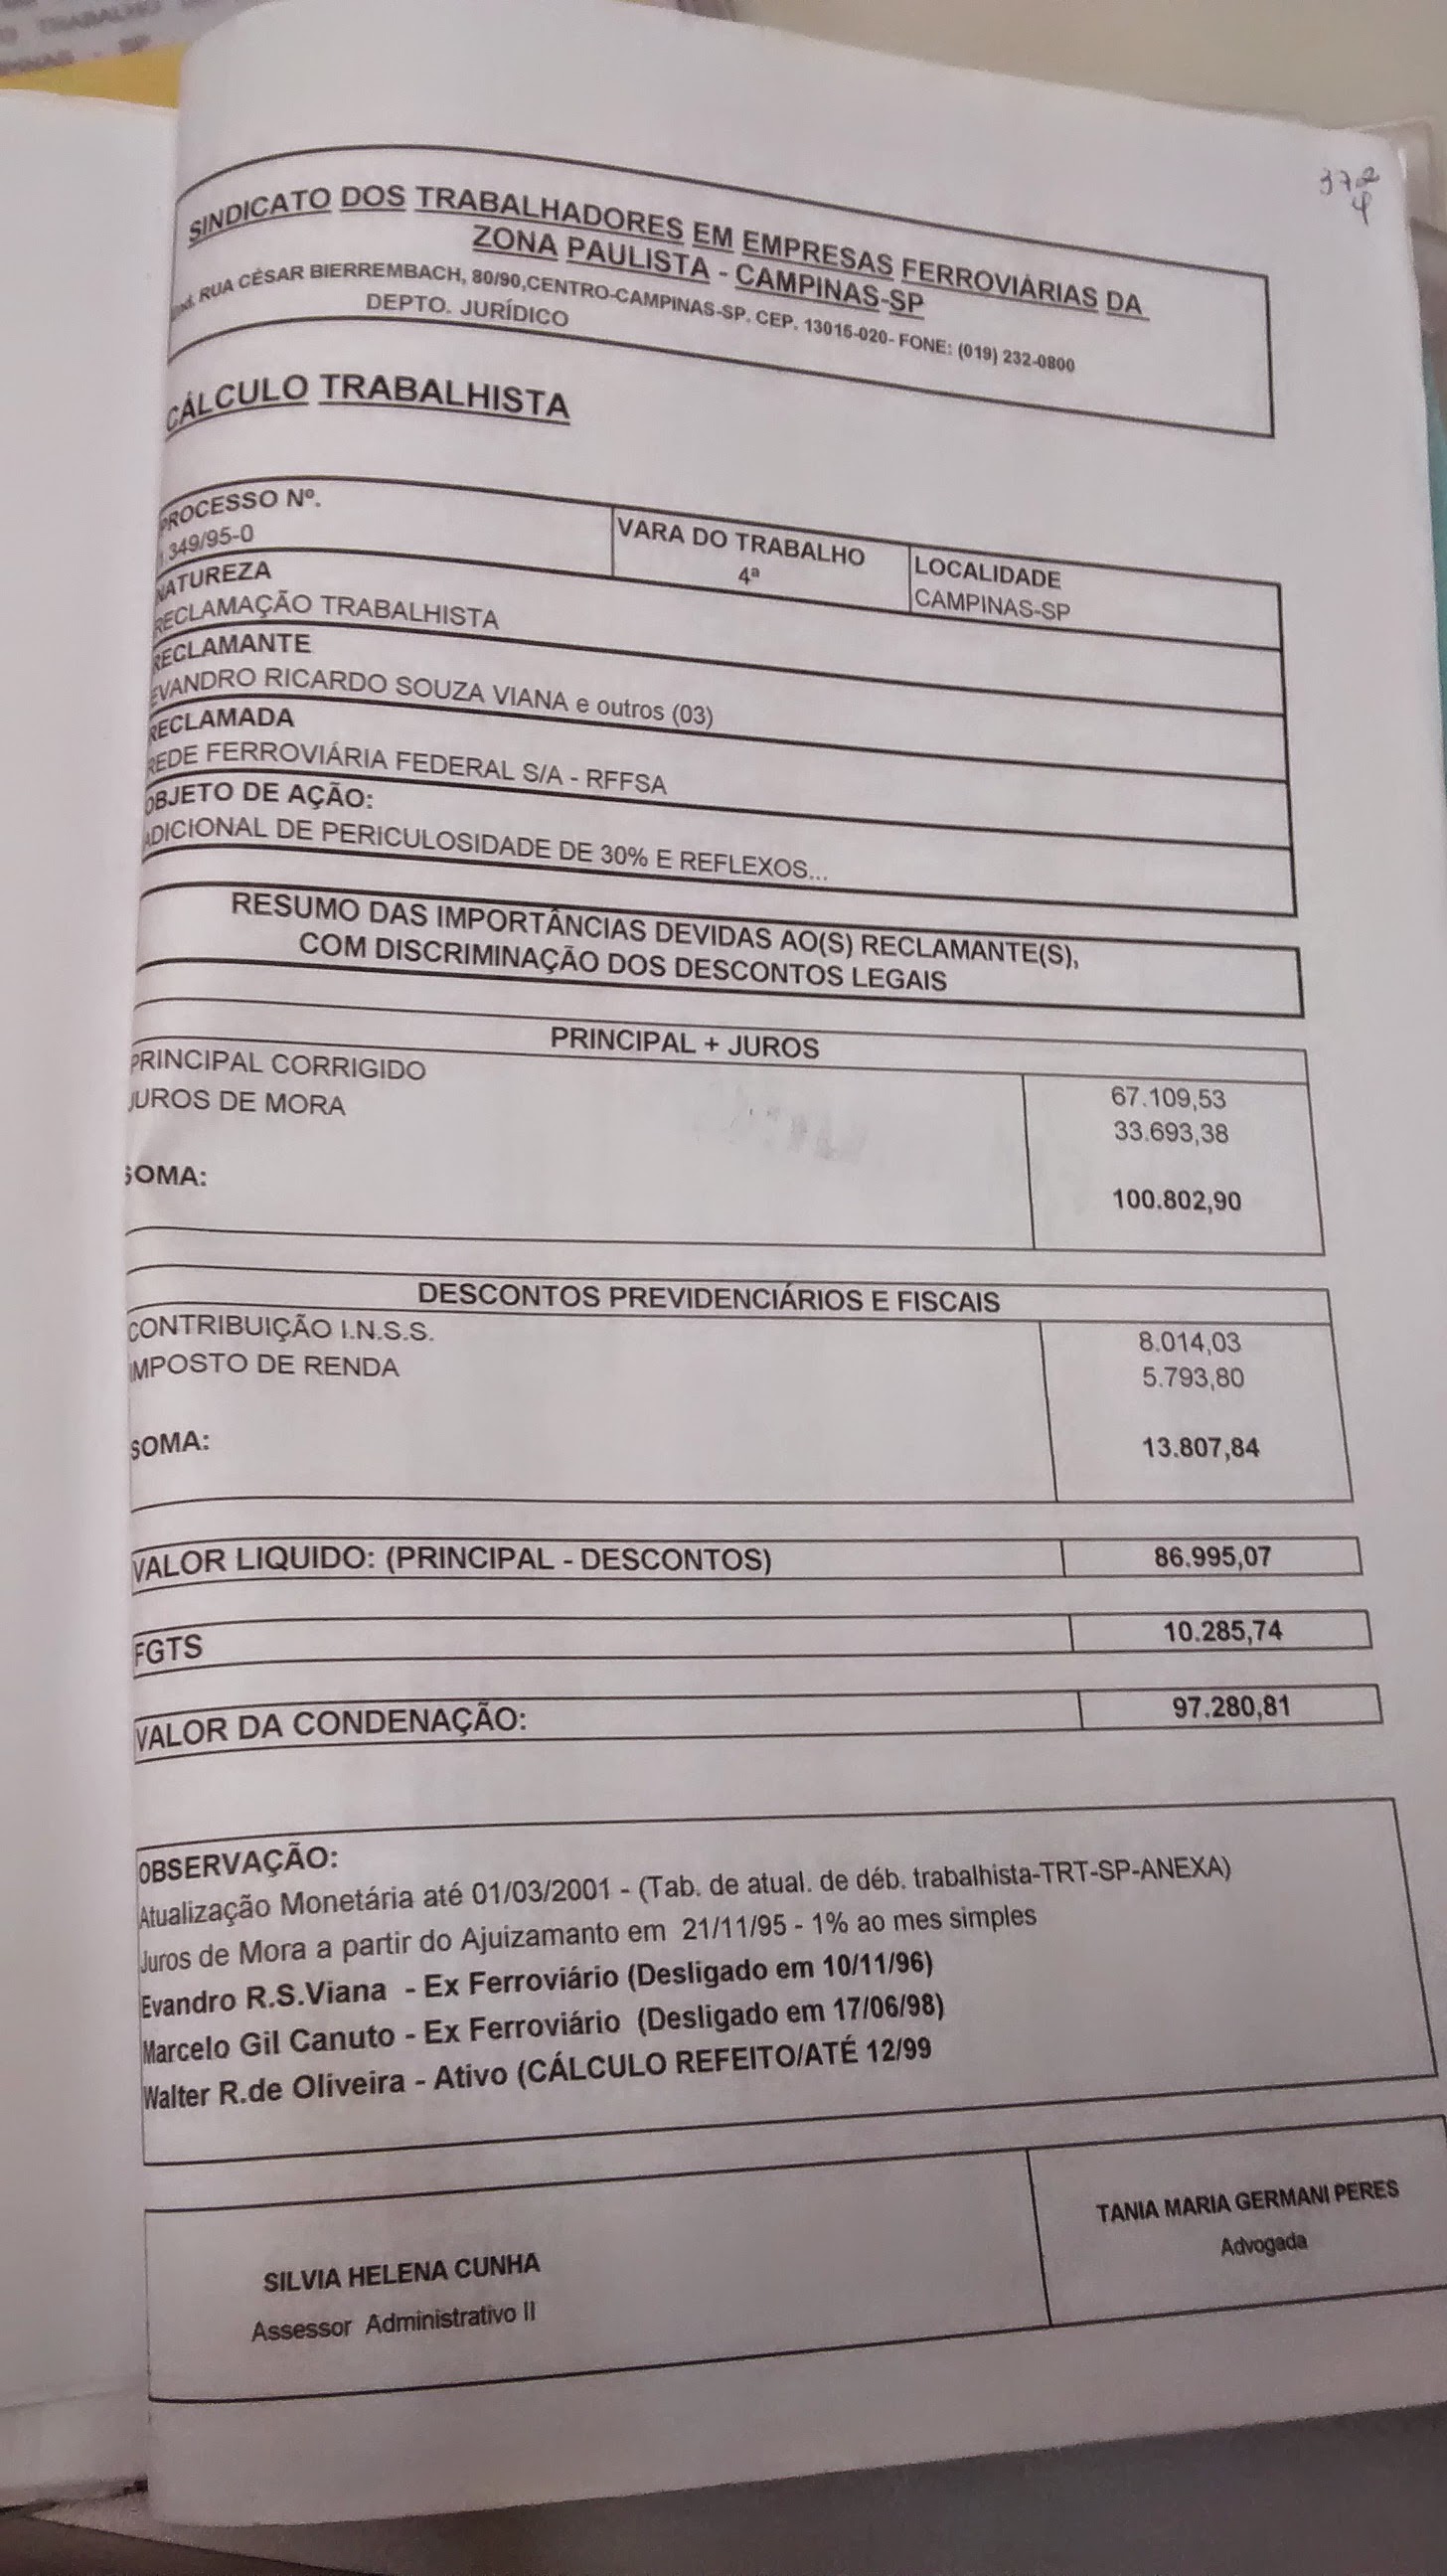 SINDICATO DOS TRABALHADORES EM EMPRESAS FERROVIÁRIAS DA
ZONA PAULISTA - CAMPINAS-SP
End. RUA CÉSAR BIERREMBACH, 80/90,CENTRO-CAMPINAS-SP. CEP. 13015-020- FONE: (019) 232-0800
DEPTO. JURÍDICO
CÁLCULO TRABALHISTA
PROCESSO Nº.
349/95-0
VARA DO TRABALHO
4ª
LOCALIDADE
CAMPINAS-SP
NATUREZA
RECLAMAÇÃO TRABALHISTA
RECLAMANTE
EVANDRO RICARDO SOUZA VIANA e outros (03)
RECLAMADA
REDE FERROVIÁRIA FEDERAL S/A - RFFSA
OBJETO DE AÇÃO:
ADICIONAL DE PERICULOSIDADE DE 30% E REFLEXOS...
RESUMO DAS IMPORTÂNCIAS DEVIDAS AO(S) RECLAMANTE(S),
COM DISCRIMINAÇÃO DOS DESCONTOS LEGAIS
PRINCIPAL + JUROS
PRINCIPAL CORRIGIDO 67.109,53
JUROS DE MORA 33.693,38
SOMA: 100.802,90
DESCONTOS PREVIDENCIÁRIOS E FISCAIS
CONTRIBUIÇÃO I.N.S.S. 8.014,03
IMPOSTO DE RENDA 5.793,80
SOMA: 13.807,84
VALOR LIQUIDO: (PRINCIPAL - DESCONTOS) 86.995,07
FGTS 10.285,74
VALOR DA CONDENAÇÃO: 97.280,81
OBSERVAÇÃO:
Atualização Monetária até 01/03/2001 - (Tab. de atual. de déb. trabalhista-TRT-SP-ANEXA)
Juros de Mora a partir do Ajuizamanto em 21/11/95 - 1% ao mes simples
Evandro R.S.Viana - Ex Ferroviário (Desligado em 10/11/96)
Marcelo Gil Canuto - Ex Ferroviário (Desligado em 17/06/98)
Walter R.de Oliveira - Ativo (CÁLCULO REFEITO/ATÉ 12/99
SILVIA HELENA CUNHA
Assessor Administrativo II
TANIA MARIA GERMANI PERES
Advogada